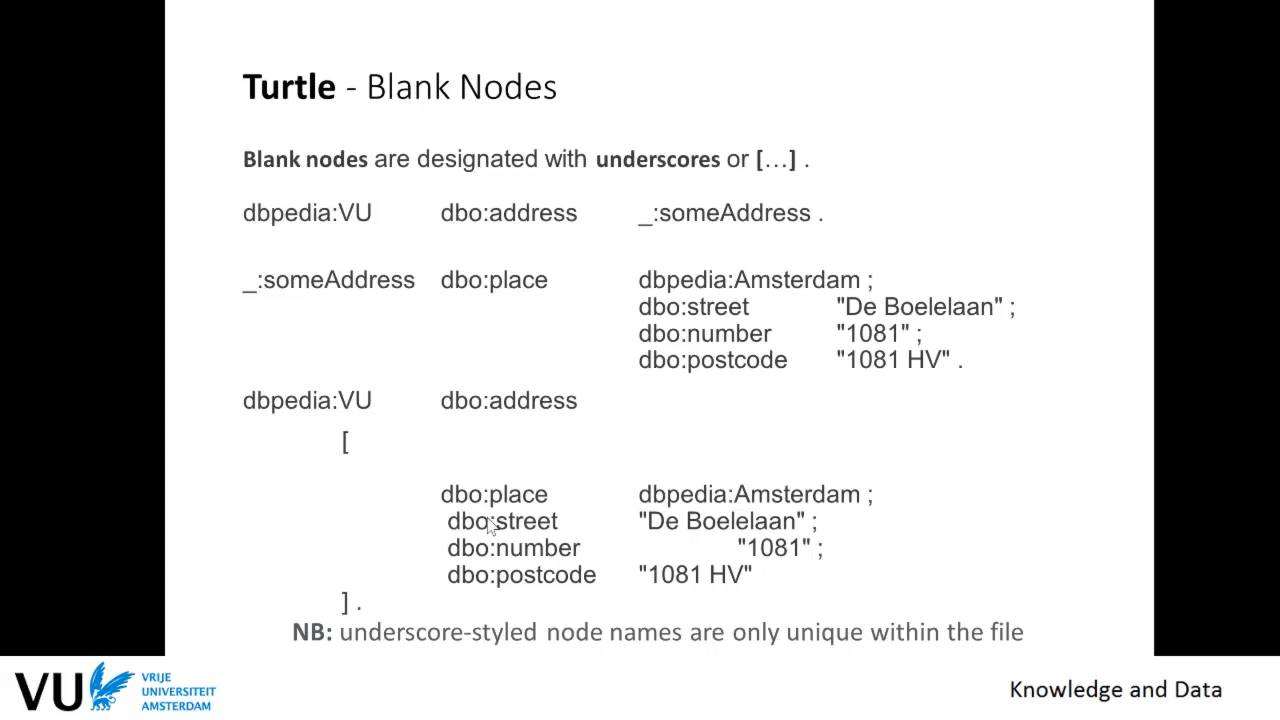 Turtle - Blank Nodes
Blank nodes are designated with underscores or […] .
dbpedia:VU dbo:address _:someAddress .
_:someAddress dbo:place dbpedia:Amsterdam ;
dbo:street "De Boelelaan" ;
dbo:number "1081" ;
dbo:postcode "1081 HV" .
dbpedia:VU dbo:address
[
dbo:place dbpedia:Amsterdam ;
dbo:street "De Boelelaan" ;
dbo:number "1081" ;
dbo:postcode "1081 HV"
] .
NB: underscore-styled node names are only unique within the file
VU VRIJE
UNIVERSITEIT
AMSTERDAM
Knowledge and Data